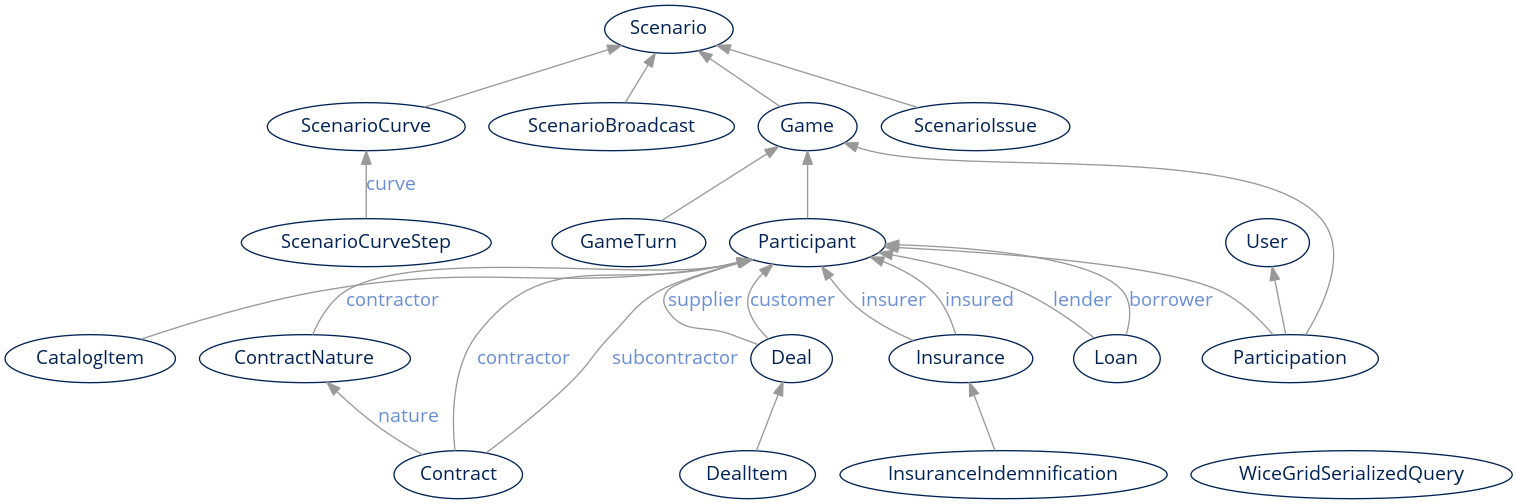 Scenario
ScenarioCurve
ScenarioBroadcast
Game
ScenarioIssue
curve
ScenarioCurveStep
GameTurn
Participant
User
contractor
supplier
customer
insurer
insured
lender
borrower
CatalogItem
ContractNature
contractor
subcontractor
Deal
Insurance
Loan
Participation
nature
Contract
DealItem
InsuranceIndemnification
WiceGridSerializedQuery